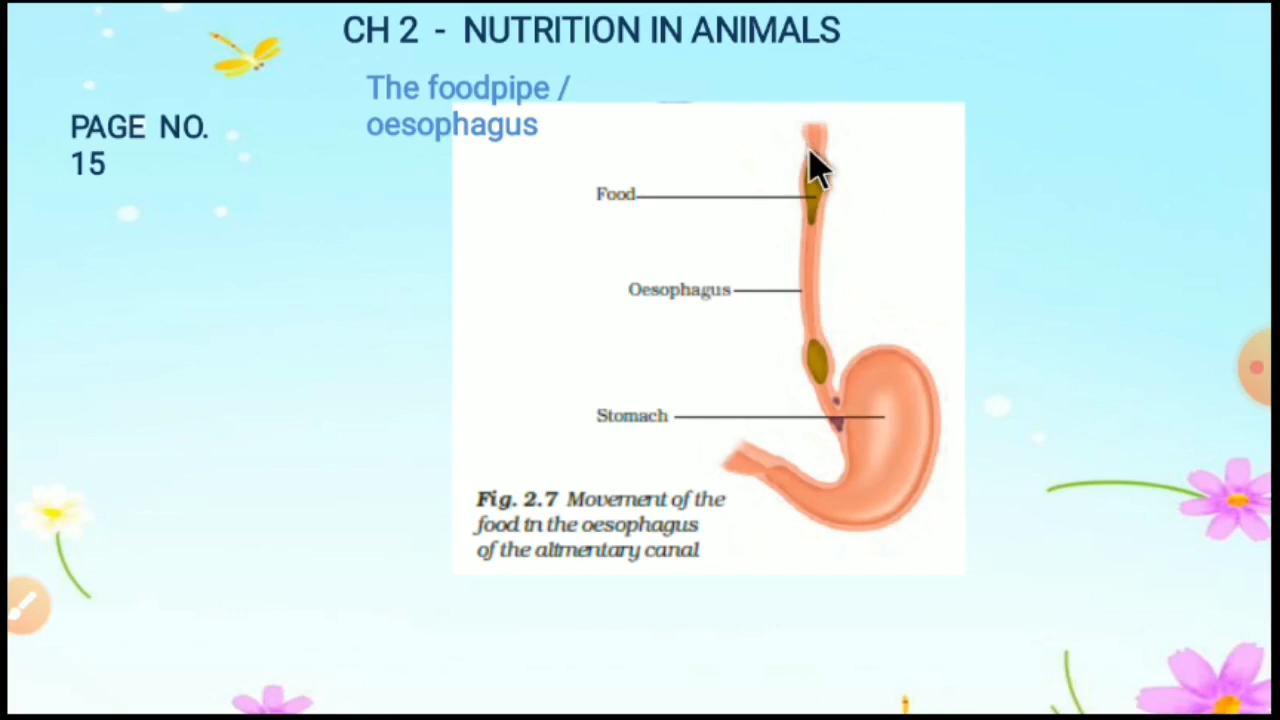 CH 2 - NUTRITION IN ANIMALS
The foodpipe /
oesophagus
PAGE NO.
15
Food
Oesophagus
Stomach
Fig. 2.7 Movement of the
food in the oesophagus
of the alimentary canal